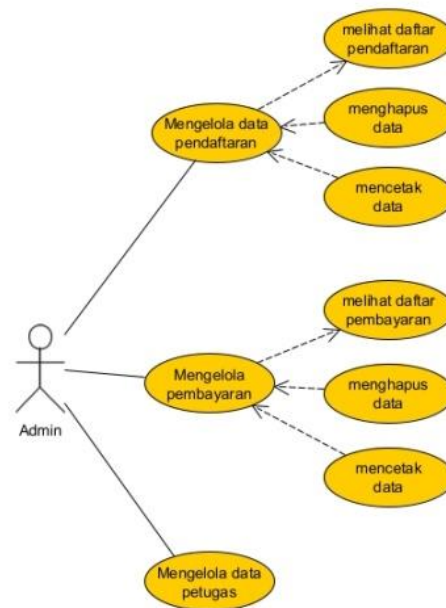 melihat daftar
pendaftaran
Mengelola data
pendaftaran
menghapus
data
mencetak
data
melihat daftar
pembayaran
Mengelola
pembayaran
menghapus
data
mencetak
data
Admin
Mengelola data
petugas